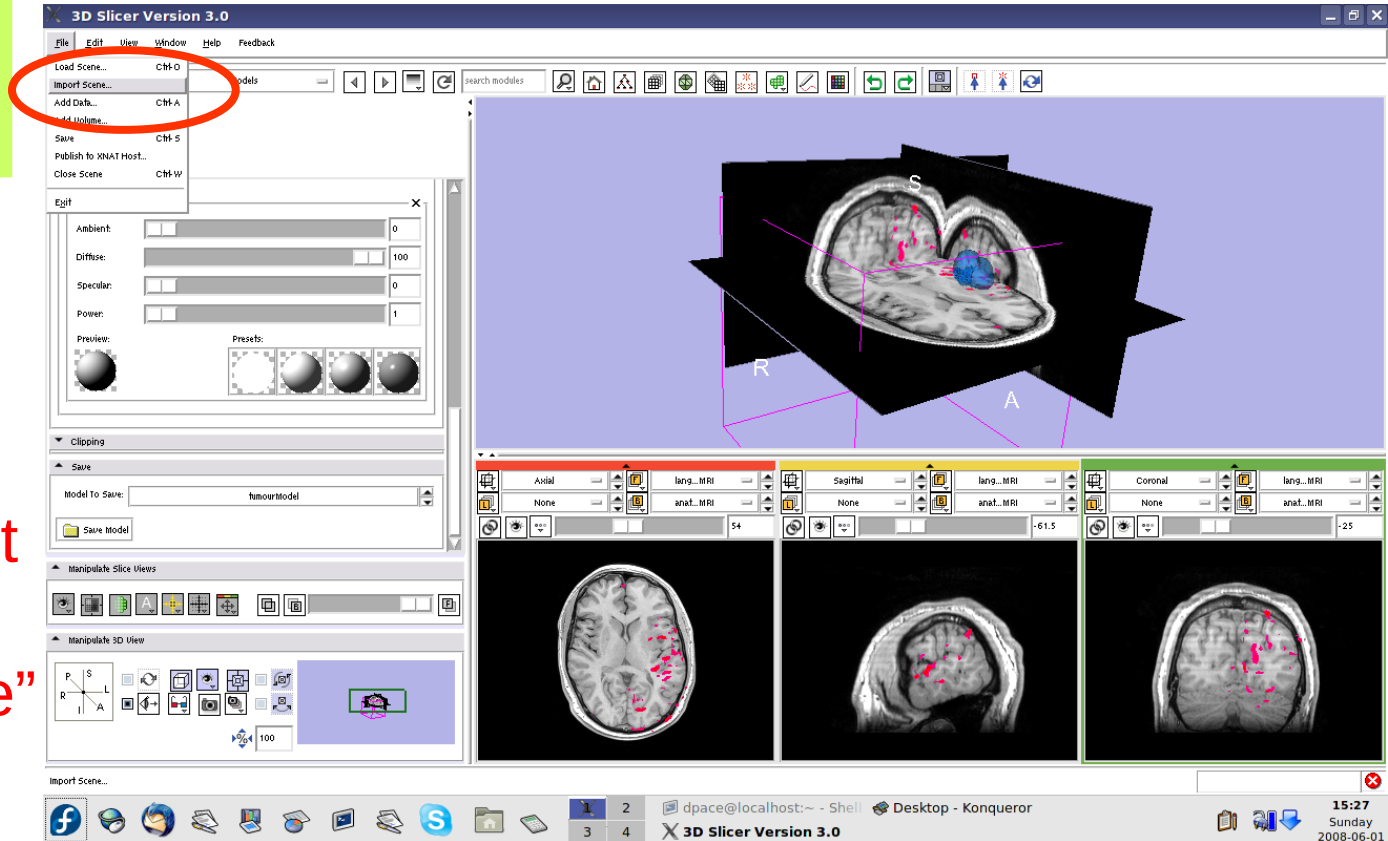 3D Slicer Version 3.0
File Edit View Window Help Feedback
Load Scene... Ctrl-O
Import Scene...
Add Data... Ctrl-A
Add Volume...
Save Ctrl-S
Publish to XNAT Host...
Close Scene Ctrl-W
Exit
odels
search modules
Ambient: 0
Diffuse: 100
Specular: 0
Power: 1
Preview: Presets:
Clipping
Save
Model To Save: tumourModel
Save Model
Manipulate Slice Views
Manipulate 3D View
P S
R L
I A
% 100
S
R
A
Axial lang...MRI
None anat...MRI
54
Sagittal lang...MRI
None anat...MRI
-61.5
Coronal lang...MRI
None anat...MRI
-25
t
e”
Import Scene...
1 2
3 4
dpace@localhost:~ - Shell
Desktop - Konqueror
3D Slicer Version 3.0
15:27
Sunday
2008-06-01